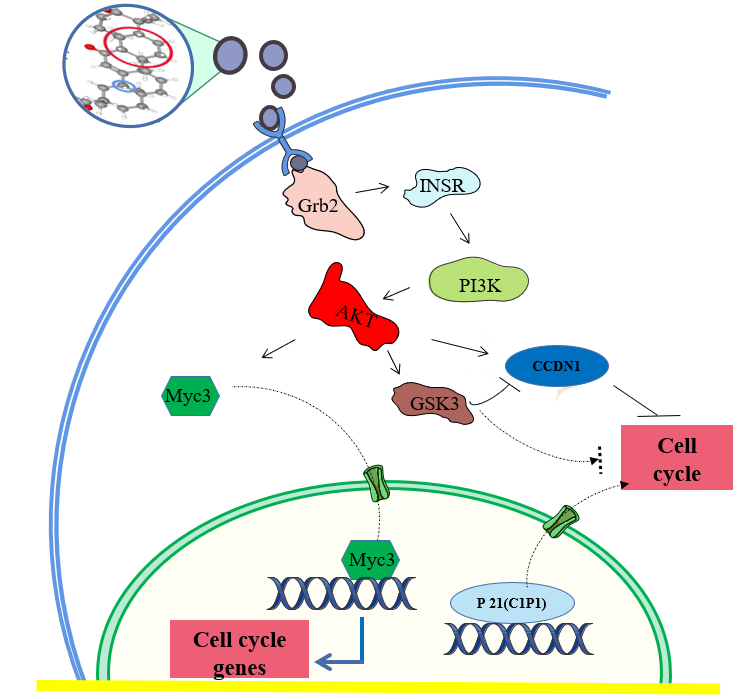 Grb2
INSR
PI3K
AKT
CCDN1
Myc3
GSK3
Cell
cycle
Myc3
P 21(C1P1)
Cell cycle
genes